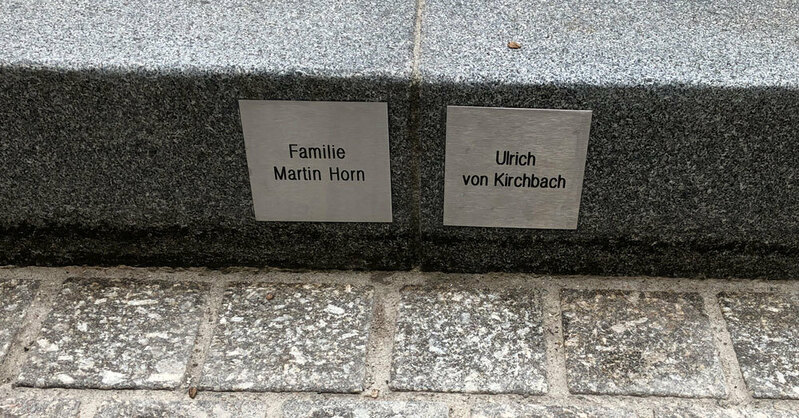 Familie
Martin Horn
Ulrich
von Kirchbach